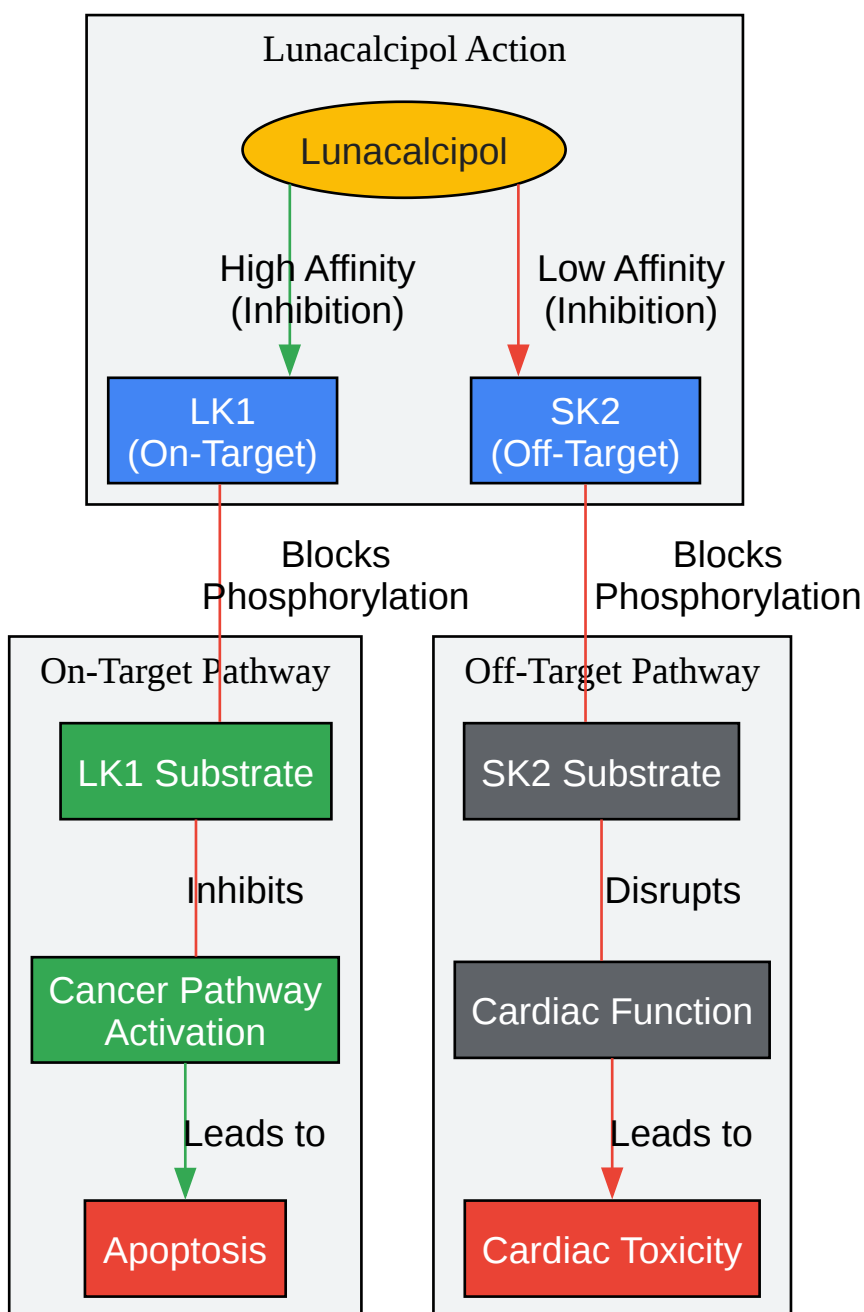 Lunacalcipol Action
Lunacalcipol
High Affinity
(Inhibition)
Low Affinity
(Inhibition)
LK1
(On-Target)
SK2
(Off-Target)
Blocks
Phosphorylation
Blocks
Phosphorylation
On-Target Pathway
Off-Target Pathway
LK1 Substrate
SK2 Substrate
Inhibits
Disrupts
Cancer Pathway
Activation
Cardiac Function
Leads to
Leads to
Apoptosis
Cardiac Toxicity